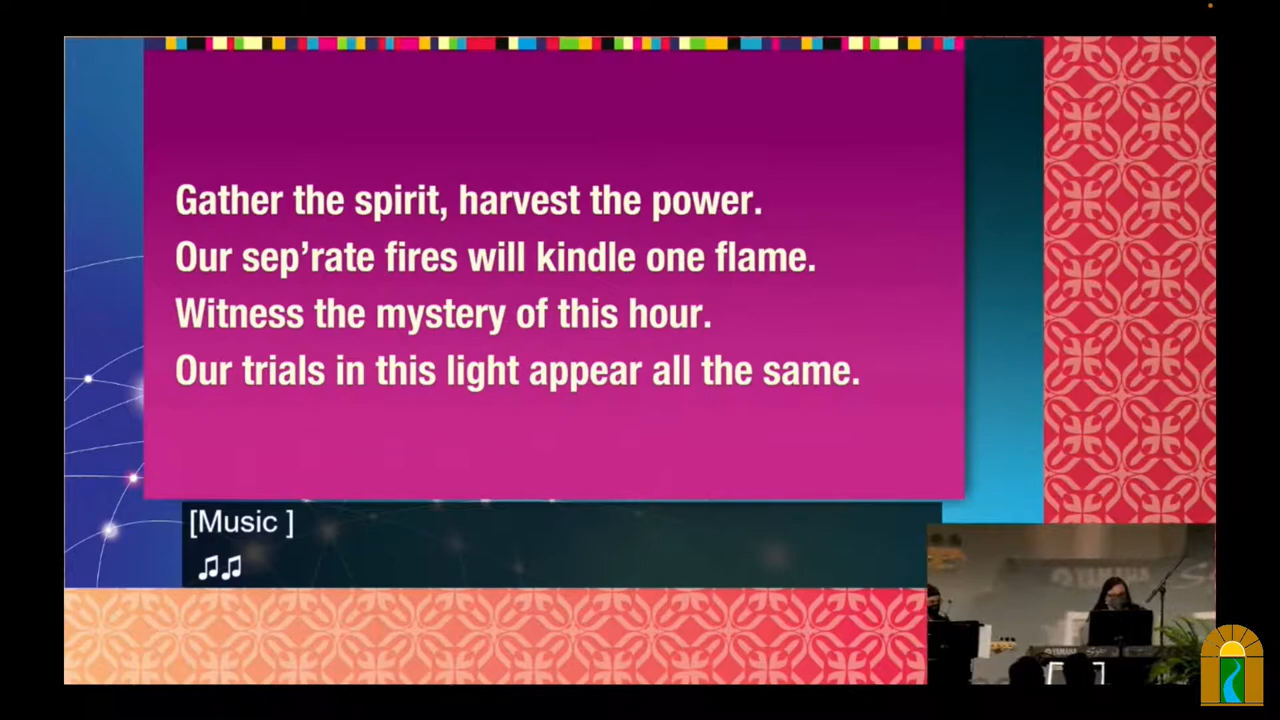 Gather the spirit, harvest the power.
Our sep’rate fires will kindle one flame.
Witness the mystery of this hour.
Our trials in this light appear all the same.
[Music ]
♫♫
YAMAHA